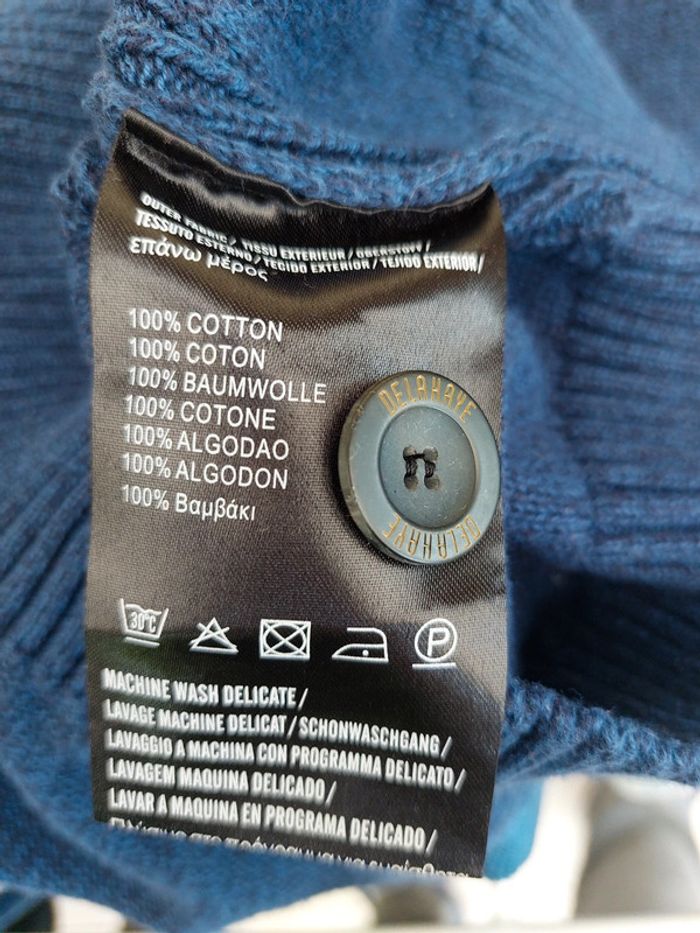 OUTER FABRIC / TISSU EXTERIEUR / OBERSTOFF /
TESSUTO ESTERNO / TECIDO EXTERIOR / TEJIDO EXTERIOR /
επάνω μέρος
100% COTTON
100% COTON
100% BAUMWOLLE
100% COTONE
100% ALGODAO
100% ALGODON
100% Βαμβάκι
DELAHAYE
DELAHAYE
30°C
P
MACHINE WASH DELICATE /
LAVAGE MACHINE DELICAT / SCHONWASCHGANG /
LAVAGGIO A MACHINA CON PROGRAMMA DELICATO /
LAVAGEM MAQUINA DELICADO /
LAVAR A MAQUINA EN PROGRAMA DELICADO /